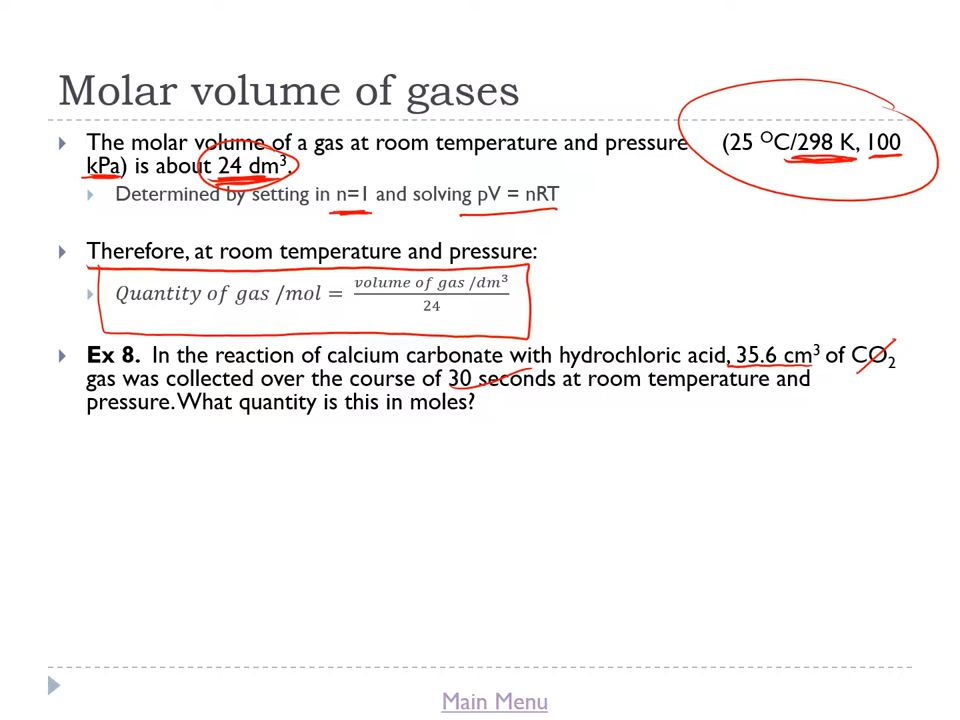 Molar volume of gases
The molar volume of a gas at room temperature and pressure (25 ᴼC/298 K, 100
kPa) is about 24 dm³.
Determined by setting in n=1 and solving pV = nRT
Therefore, at room temperature and pressure:
Quantity of gas /mol = volume of gas /dm³ / 24
Ex 8. In the reaction of calcium carbonate with hydrochloric acid, 35.6 cm³ of CO₂
gas was collected over the course of 30 seconds at room temperature and
pressure. What quantity is this in moles?
Main Menu